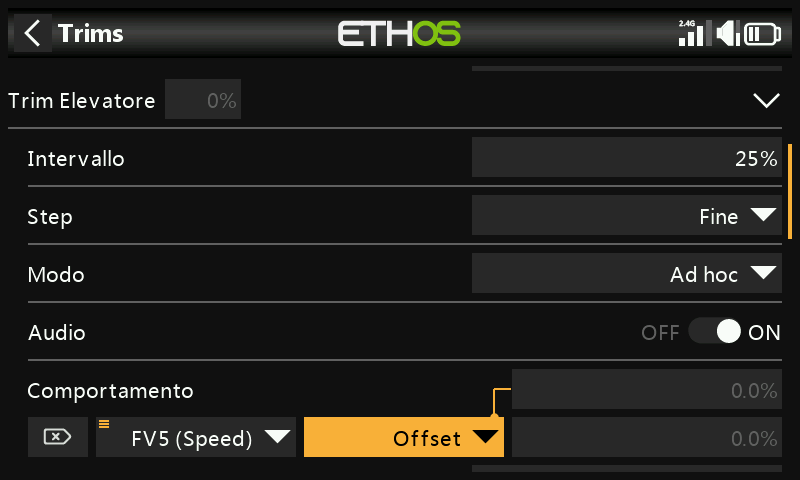 Trims
ETHOS
2.4G
Trim Elevatore 0%
Intervallo 25%
Step Fine
Modo Ad hoc
Audio OFF ON
Comportamento 0.0%
FV5 (Speed) Offset 0.0%